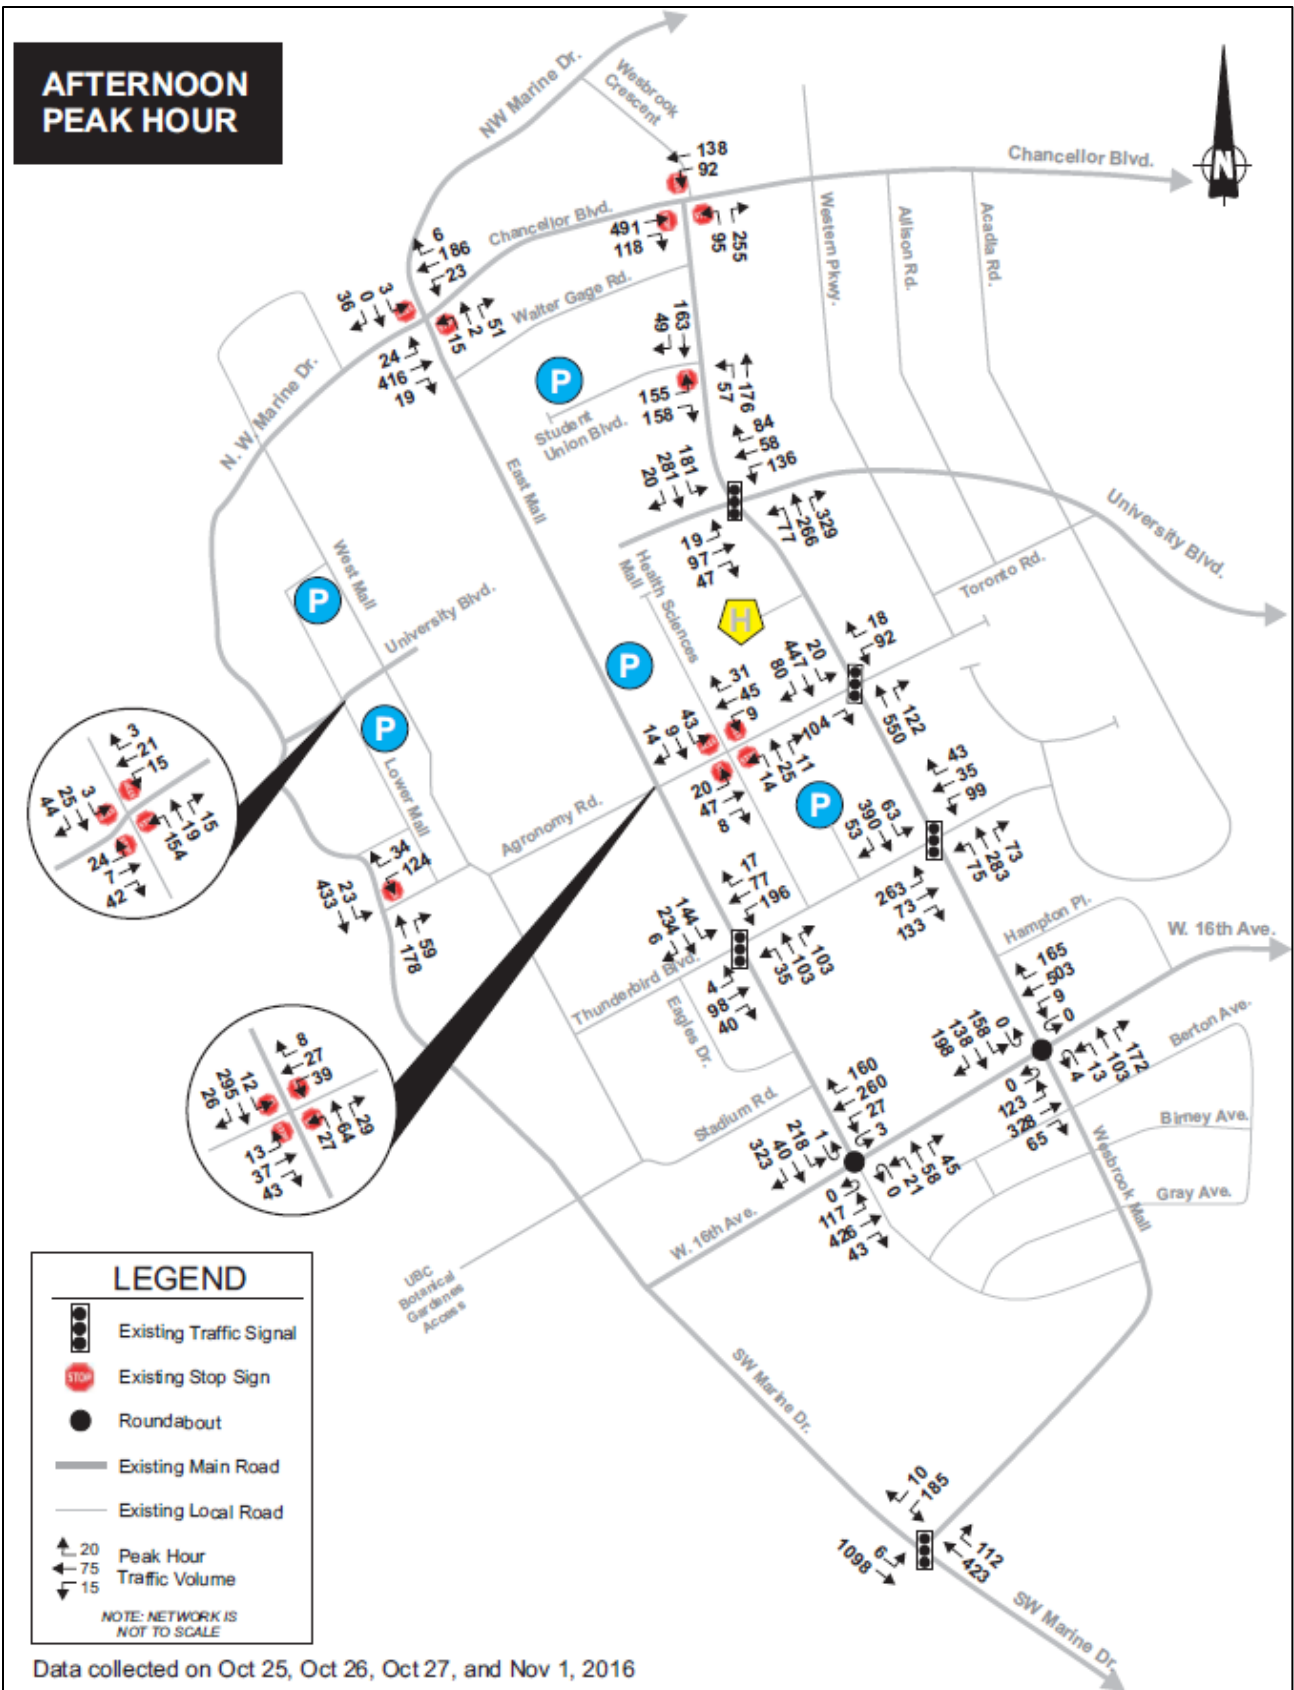 AFTERNOON
PEAK HOUR
NW Marine Dr.
Wesbrook
Crescent
Chancellor Blvd.
N
138
92
Chancellor Blvd.
491
118
95
255
Western Pkwy.
Allison Rd.
Acadia Rd.
6
186
23
36
0
3
15
2
51
24
416
19
Walter Gage Rd.
N. W. Marine Dr.
49
163
P
155
158
57
176
Student
Union Blvd.
84
58
136
20
281
181
77
266
329
19
97
47
East Mall
University Blvd.
West Mall
P
University Blvd.
Health Sciences
Mall
H
Toronto Rd.
P
18
92
80
447
20
550
122
104
31
45
9
14
9
43
14
25
11
20
47
8
P
P
Lower Mall
Agronomy Rd.
3
21
15
44
25
3
154
19
15
24
7
42
43
35
99
53
390
63
75
283
73
263
73
133
34
124
433
23
178
59
17
77
196
6
234
144
35
103
103
4
98
40
Thunderbird Blvd.
Eagles Dr.
Hampton Pl.
W. 16th Ave.
165
503
9
0
198
138
158
0
4
13
103
172
0
123
328
65
Berton Ave.
Birney Ave.
Gray Ave.
Wesbrook Mall
8
27
39
26
295
12
27
64
29
13
37
43
Stadium Rd.
160
260
27
3
323
40
218
1
0
21
58
45
0
117
426
43
W. 16th Ave.
UBC
Botanical
Gardenes
Access
SW Marine Dr.
10
185
1098
6
423
112
SW Marine Dr.
LEGEND
Existing Traffic Signal
STOP
Existing Stop Sign
Roundabout
Existing Main Road
Existing Local Road
20
75
15
Peak Hour
Traffic Volume
NOTE: NETWORK IS
NOT TO SCALE
Data collected on Oct 25, Oct 26, Oct 27, and Nov 1, 2016